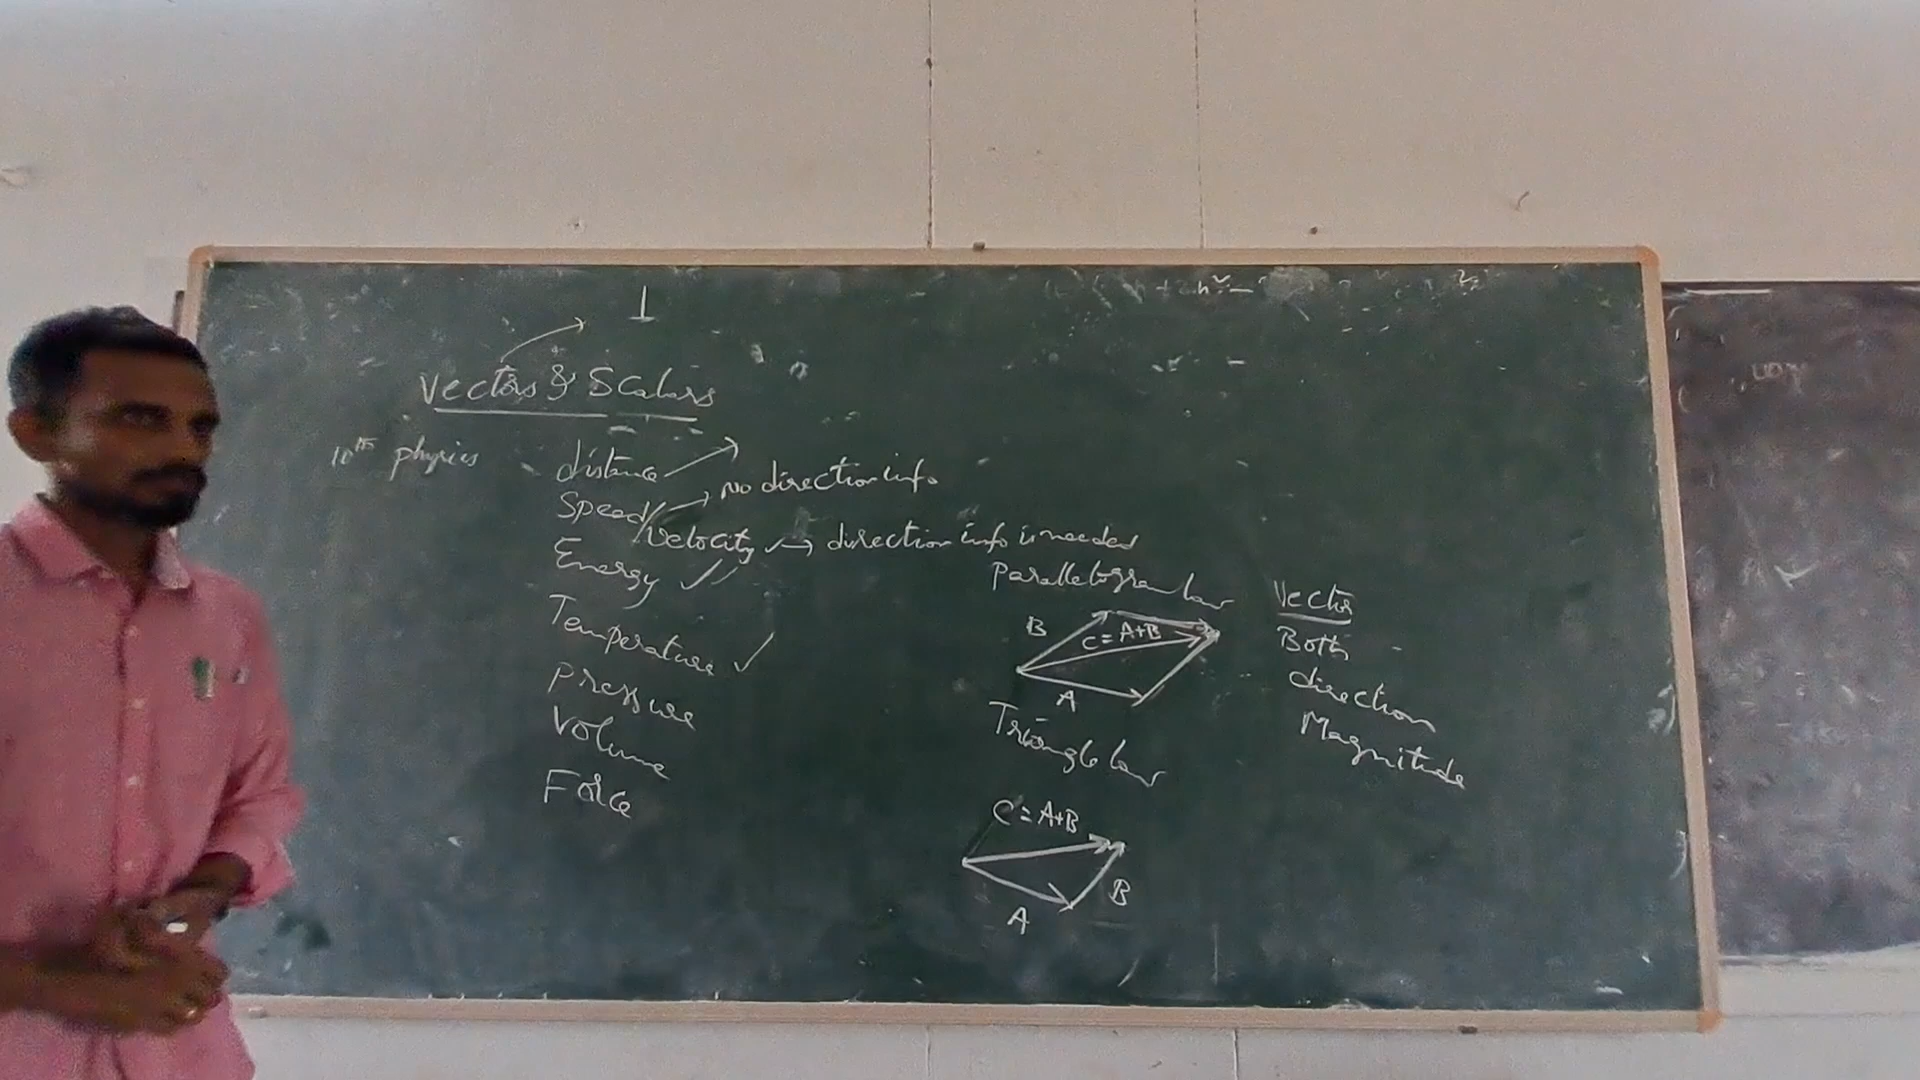 Vectors & Scalars
10th physics
distance
No direction info
Speed/Velocity → direction info is needed
Energy ✓
Temperature ✓
Pressure
Volume
Force
Parallelogram law
B
C = A+B
A
Triangle law
C = A+B
A
B
Vector
Both
direction
Magnitude